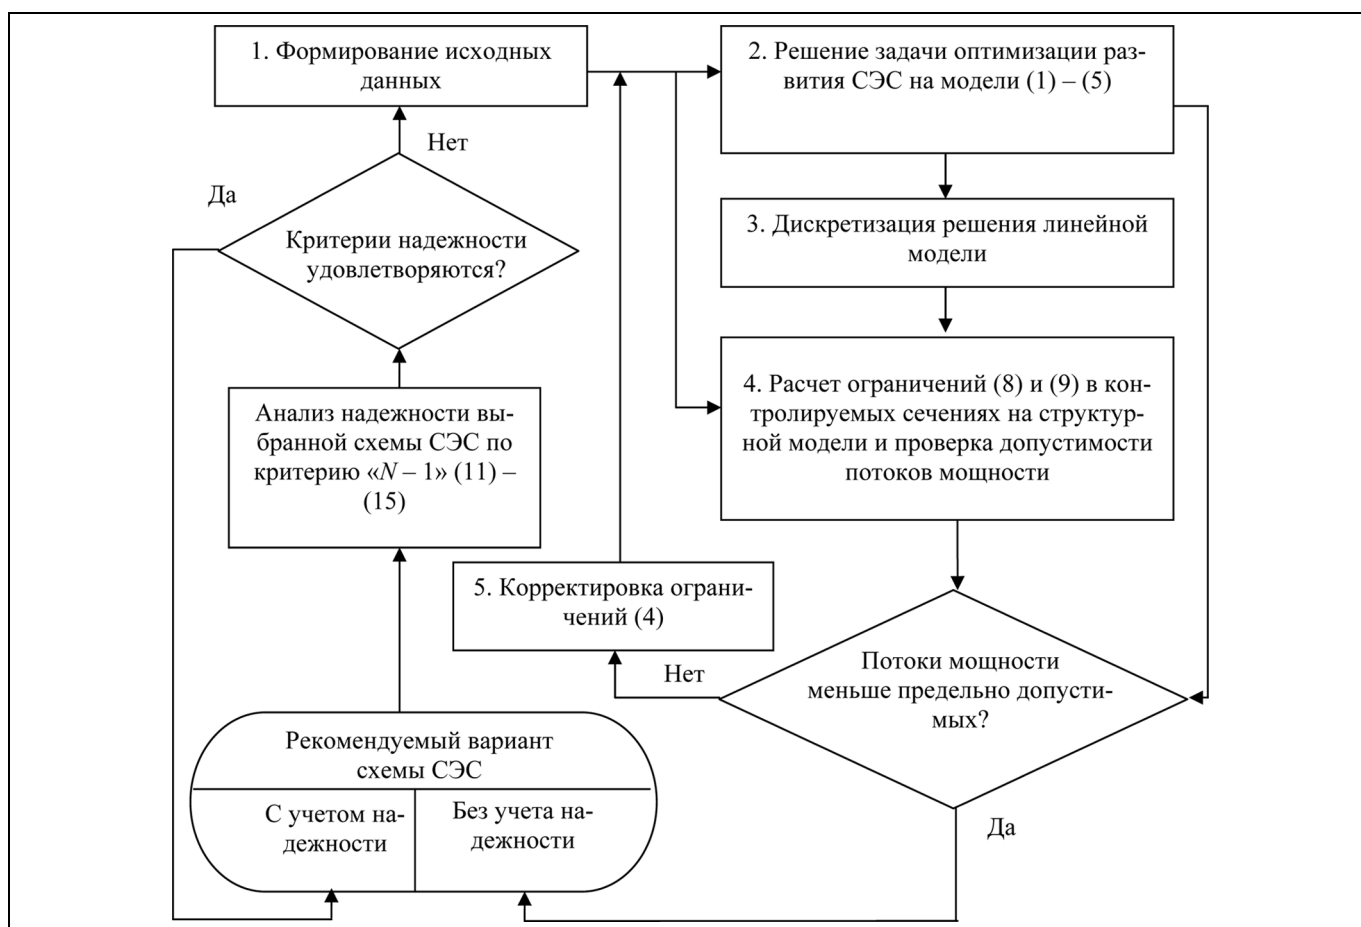 1. Формирование исходных
данных
2. Решение задачи оптимизации раз-
вития СЭС на модели (1) – (5)
Нет
Да
Критерии надежности
удовлетворяются?
3. Дискретизация решения линейной
модели
4. Расчет ограничений (8) и (9) в кон-
тролируемых сечениях на структур-
ной модели и проверка допустимости
потоков мощности
Анализ надежности вы-
бранной схемы СЭС по
критерию «N – 1» (11) –
(15)
5. Корректировка ограни-
чений (4)
Нет
Потоки мощности
меньше предельно допусти-
мых?
Да
Рекомендуемый вариант
схемы СЭС
С учетом на-
дежности
Без учета на-
дежности